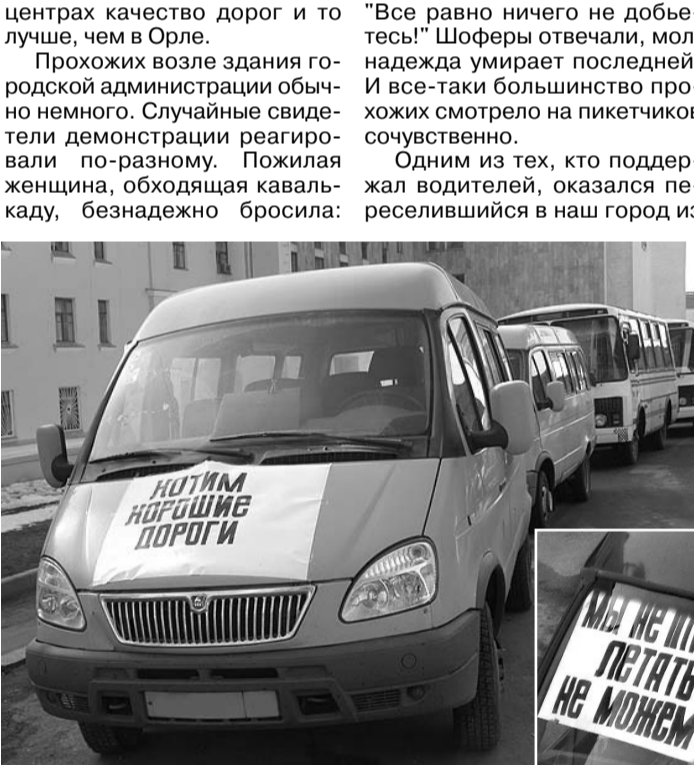 центрах качество дорог и то
лучше, чем в Орле.
Прохожих возле здания го-
родской администрации обыч-
но немного. Случайные свиде-
тели демонстрации реагиро-
вали по-разному. Пожилая
женщина, обходящая каваль-
каду, безнадежно бросила:
"Все равно ничего не добье-
тесь!" Шоферы отвечали, мол,
надежда умирает последней.
И все-таки большинство про-
хожих смотрело на пикетчиков
сочувственно.
Одним из тех, кто поддер-
жал водителей, оказался пе-
реселившийся в наш город из
ХОТИМ
ХОРОШИЕ
ДОРОГИ
МЫ НЕ
ЛЕТАТЬ
НЕ МОЖЕМ